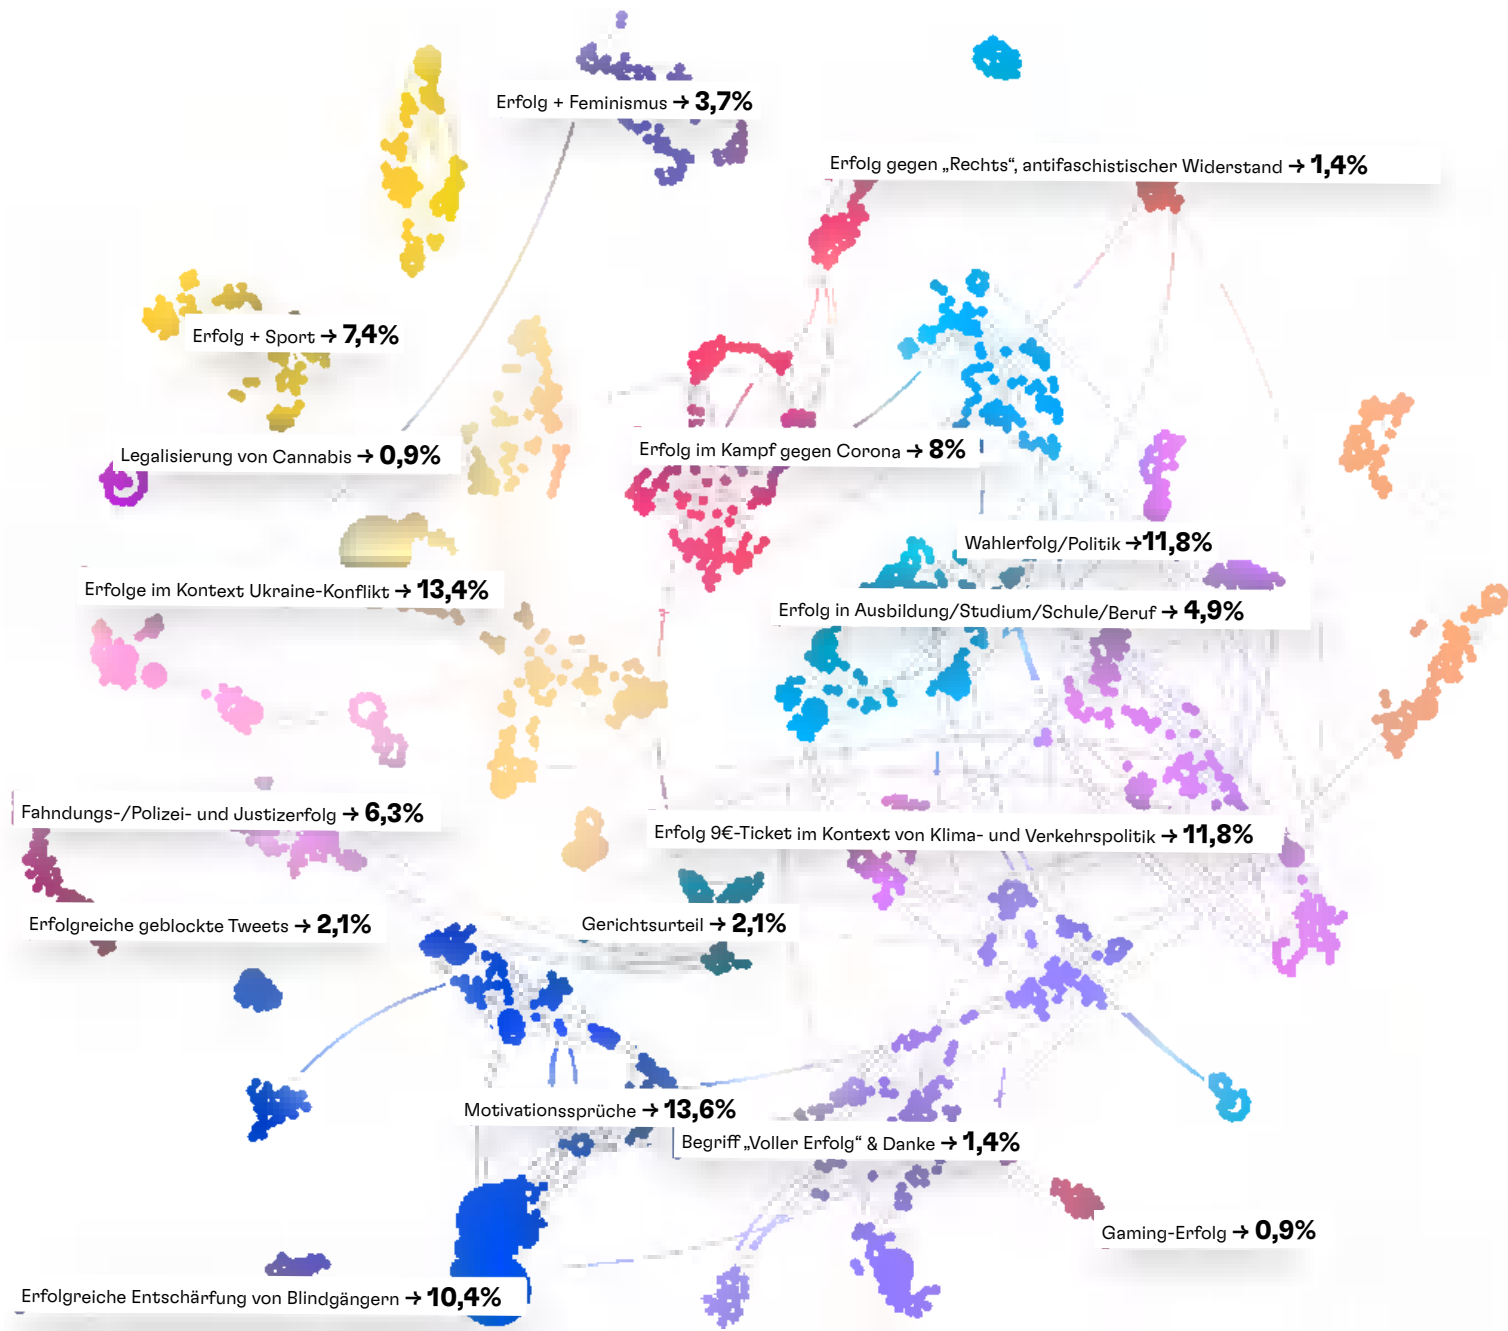 Erfolg + Feminismus → 3,7%
Erfolg gegen „Rechts“, antifaschistischer Widerstand → 1,4%
Erfolg + Sport → 7,4%
Legalisierung von Cannabis → 0,9%
Erfolg im Kampf gegen Corona → 8%
Wahlerfolg/Politik →11,8%
Erfolge im Kontext Ukraine-Konflikt → 13,4%
Erfolg in Ausbildung/Studium/Schule/Beruf → 4,9%
Fahndungs-/Polizei- und Justizerfolg → 6,3%
Erfolg 9€-Ticket im Kontext von Klima- und Verkehrspolitik → 11,8%
Erfolgreiche geblockte Tweets → 2,1%
Gerichtsurteil → 2,1%
Motivationssprüche → 13,6%
Begriff „Voller Erfolg“ & Danke → 1,4%
Gaming-Erfolg → 0,9%
Erfolgreiche Entschärfung von Blindgängern → 10,4%